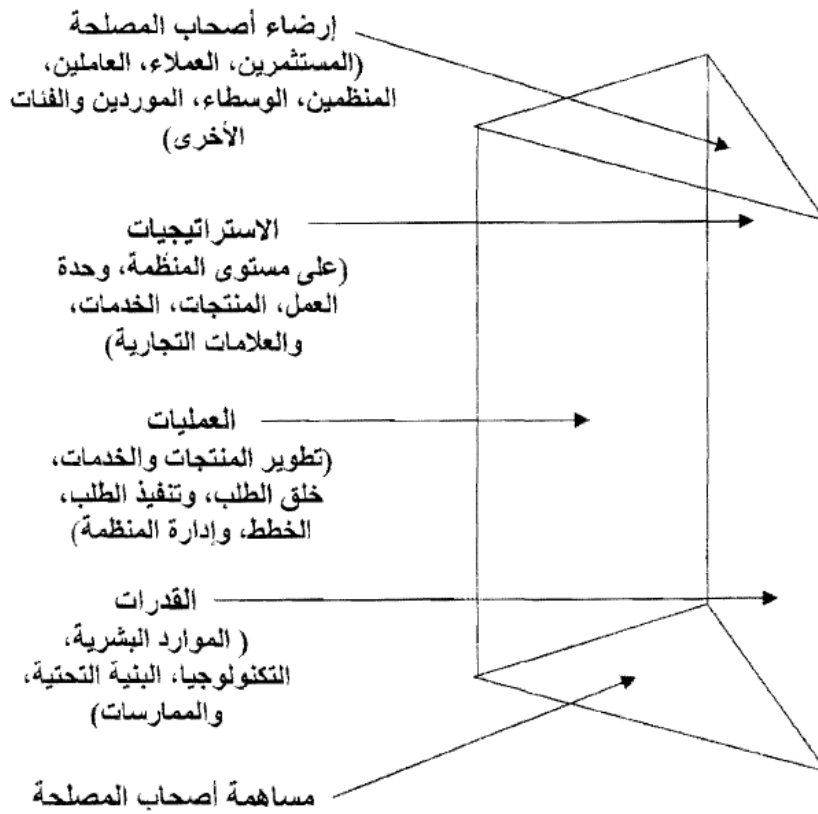 إرضاء أصحاب المصلحة
(المستثمرين، العملاء، العاملين،
المنظمين، الوسطاء، الموردين والفئات
الأخرى)
الاستراتيجيات
(على مستوى المنظمة، وحدة
العمل، المنتجات، الخدمات،
والعلامات التجارية)
العمليات
(تطوير المنتجات والخدمات،
خلق الطلب، وتنفيذ الطلب،
الخطط، وإدارة المنظمة)
القدرات
( الموارد البشرية،
التكنولوجيا، البنية التحتية،
والممارسات)
مساهمة أصحاب المصلحة